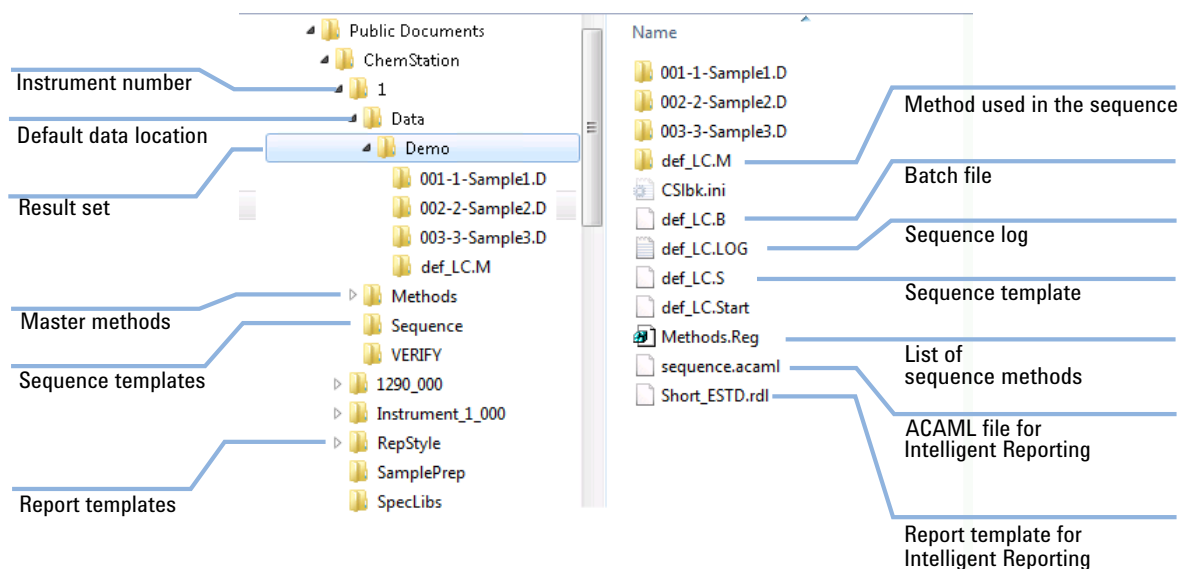 Instrument number
Default data location
Result set
Master methods
Sequence templates
Report templates
Public Documents
ChemStation
1
Data
Demo
001-1-Sample1.D
002-2-Sample2.D
003-3-Sample3.D
def_LC.M
Methods
Sequence
VERIFY
1290_000
Instrument_1_000
RepStyle
SamplePrep
SpecLibs
Name
001-1-Sample1.D
002-2-Sample2.D
003-3-Sample3.D
def_LC.M
CSlbk.ini
def_LC.B
def_LC.LOG
def_LC.S
def_LC.Start
Methods.Reg
sequence.acaml
Short_ESTD.rdl
Method used in the sequence
Batch file
Sequence log
Sequence template
List of
sequence methods
ACAML file for
Intelligent Reporting
Report template for
Intelligent Reporting